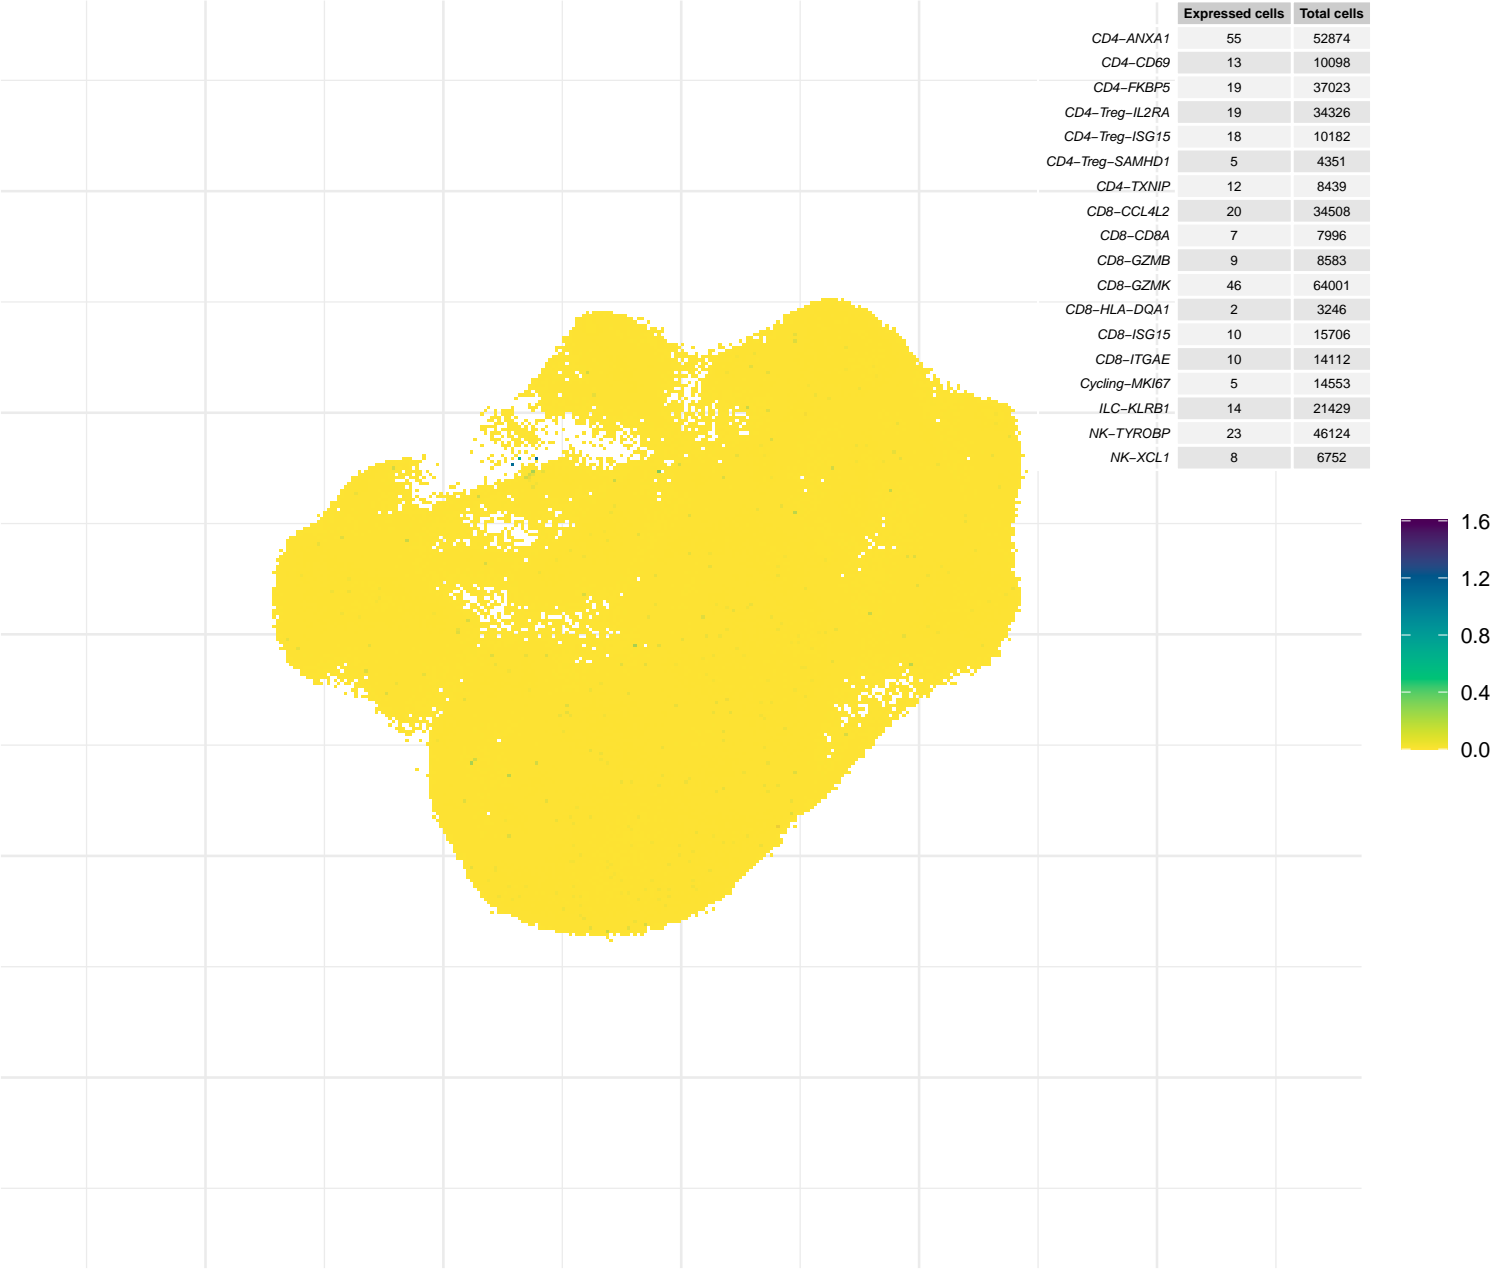 Expressed cells Total cells
CD4−ANXA1 55 52874
CD4−CD69 13 10098
CD4−FKBP5 19 37023
CD4−Treg−IL2RA 19 34326
CD4−Treg−ISG15 18 10182
CD4−Treg−SAMHD1 5 4351
CD4−TXNIP 12 8439
CD8−CCL4L2 20 34508
CD8−CD8A 7 7996
CD8−GZMB 9 8583
CD8−GZMK 46 64001
CD8−HLA−DQA1 2 3246
CD8−ISG15 10 15706
CD8−ITGAE 10 14112
Cycling−MKI67 5 14553
ILC−KLRB1 14 21429
NK−TYROBP 23 46124
NK−XCL1 8 6752
1.6
1.2
0.8
0.4
0.0